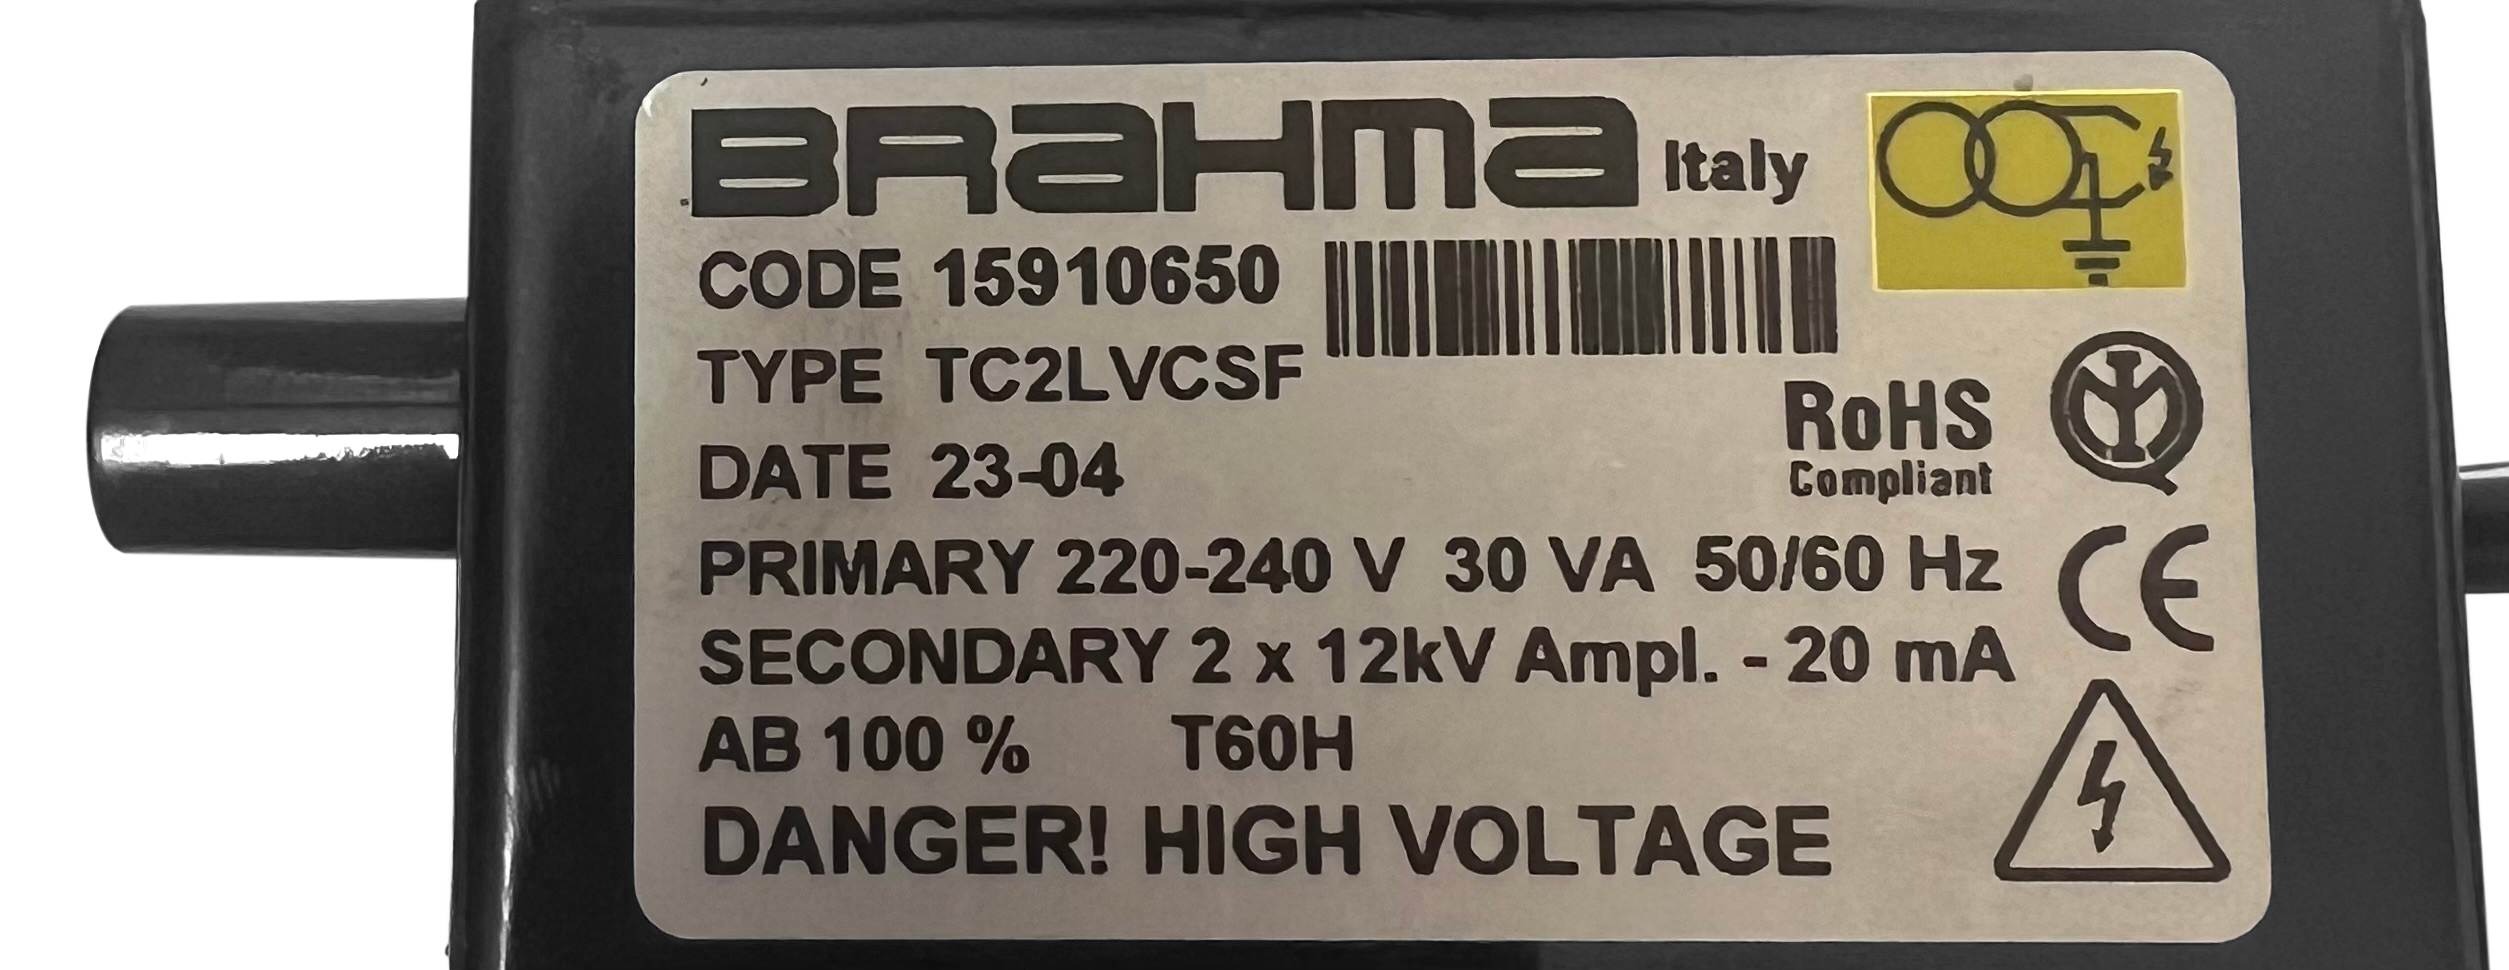 BRAHMA Italy
CODE 15910650
TYPE TC2LVCSF
DATE 23-04
RoHS
Compliant
PRIMARY 220-240 V 30 VA 50/60 Hz
CE
SECONDARY 2 x 12kV Ampl. - 20 mA
AB 100 % T60H
DANGER! HIGH VOLTAGE